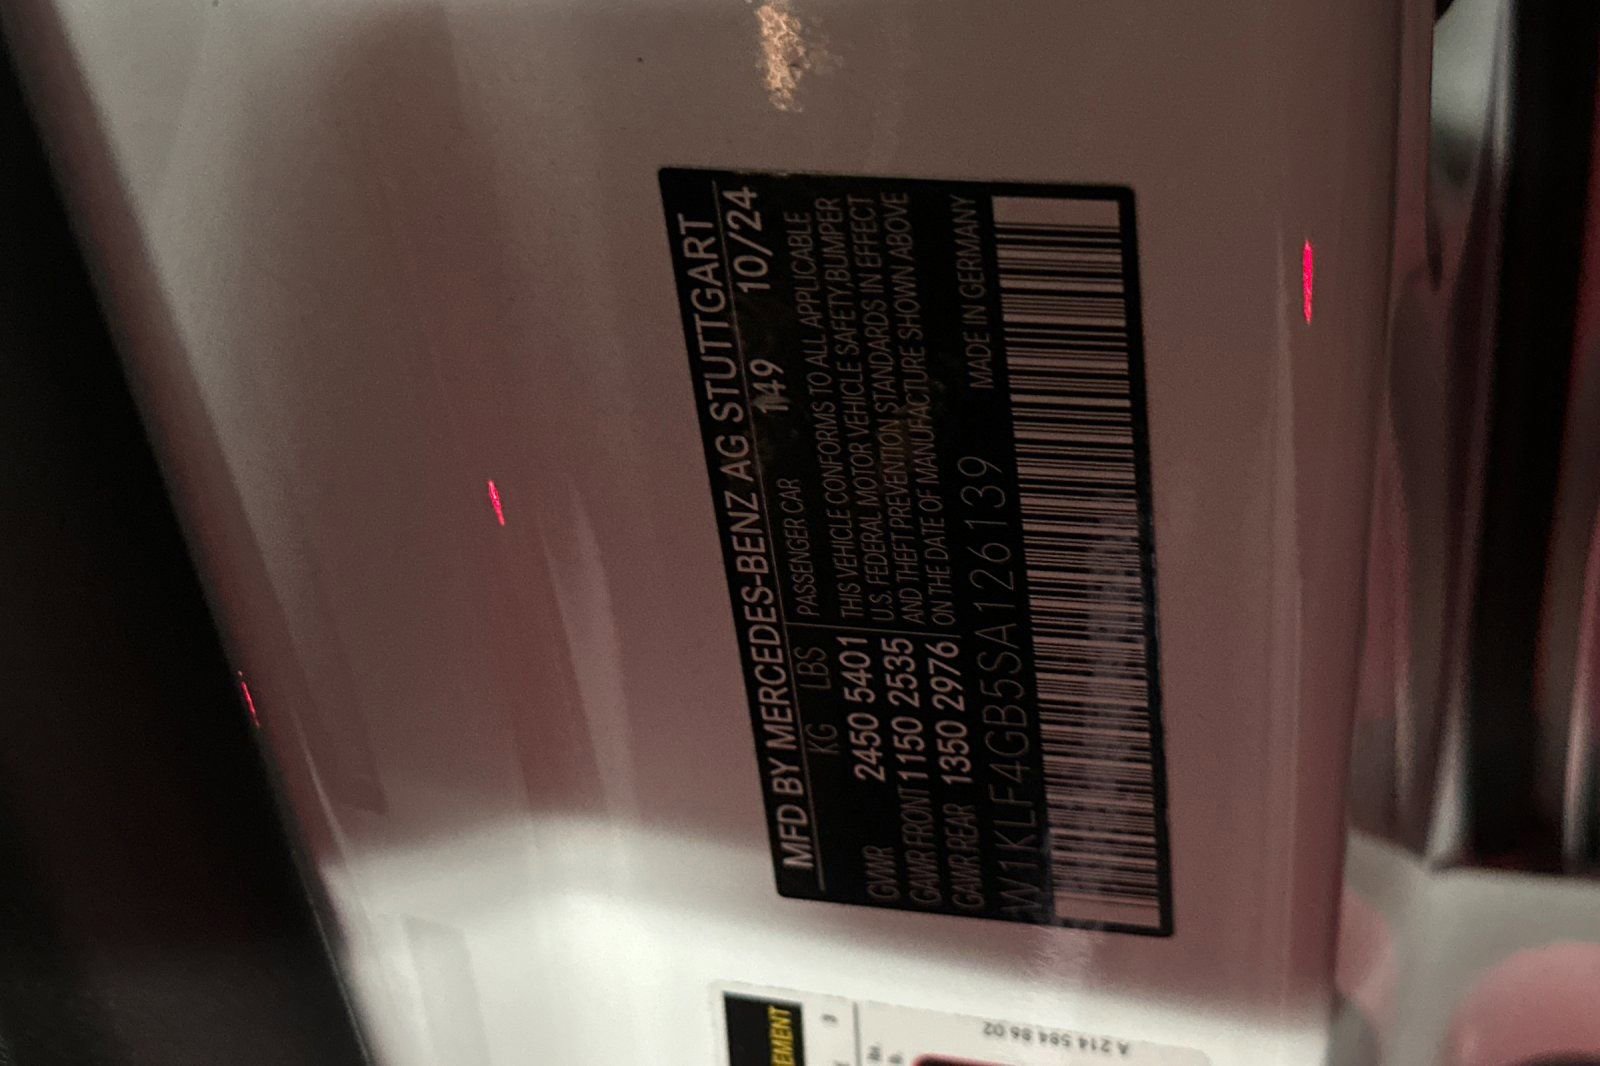 MFD BY MERCEDES-BENZ AG STUTTGART
KG LBS PASSENGER CAR 149 10/24
GVWR 2450 5401
GAWR FRONT 1150 2535
GAWR REAR 1350 2976
THIS VEHICLE CONFORMS TO ALL APPLICABLE
U.S. FEDERAL MOTOR VEHICLE SAFETY,BUMPER
AND THEFT PREVENTION STANDARDS IN EFFECT
ON THE DATE OF MANUFACTURE SHOWN ABOVE
W1KLF4GB5SA126139 MADE IN GERMANY
EMENT
A 214 584 86 02